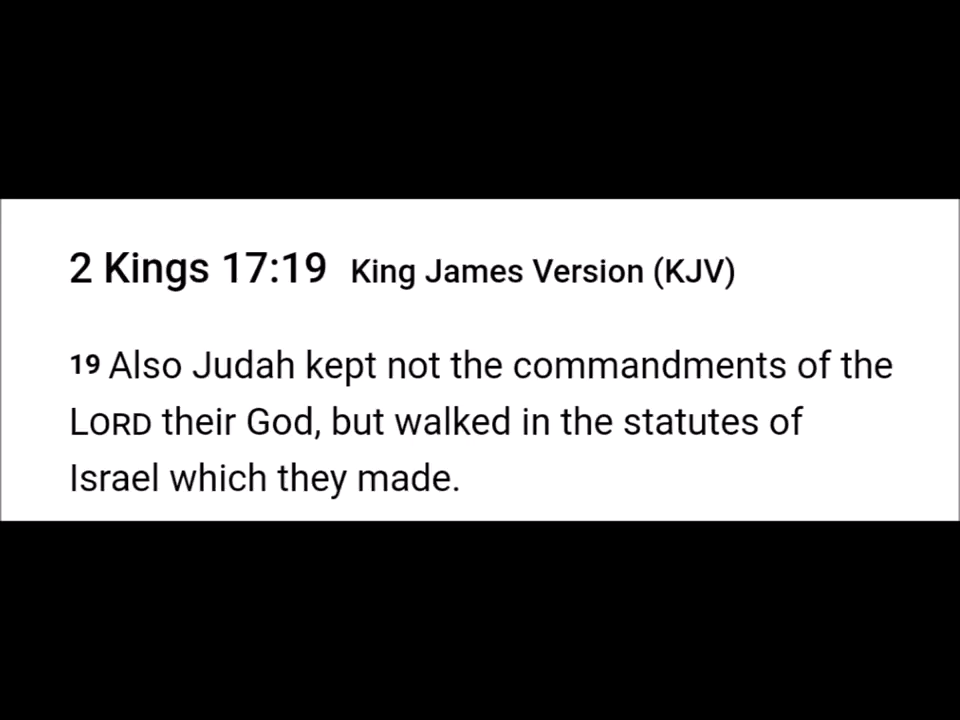 2 Kings 17:19 King James Version (KJV)
19 Also Judah kept not the commandments of the
LORD their God, but walked in the statutes of
Israel which they made.